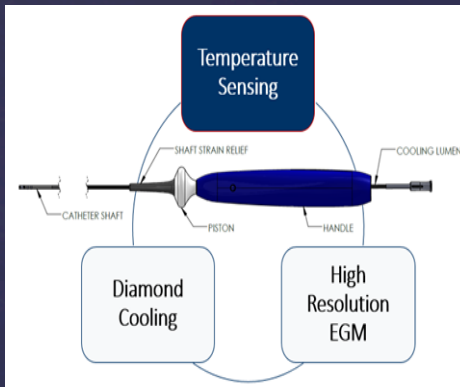 Temperature
Sensing
SHAFT STRAIN RELIEF
COOLING LUMEN
CATHETER SHAFT
PISTON
HANDLE
Diamond
Cooling
High
Resolution
EGM